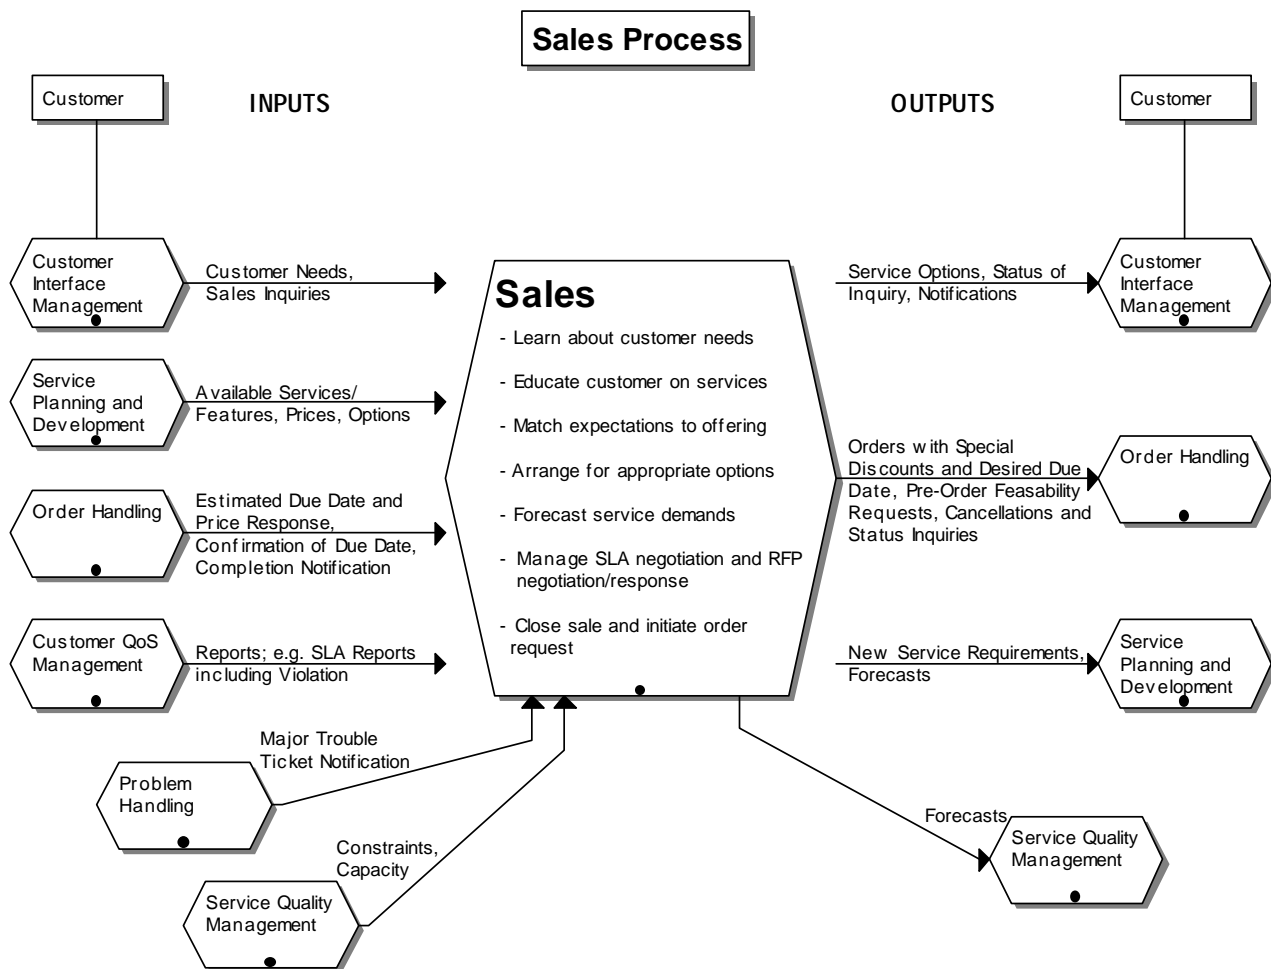 Sales Process
Customer
INPUTS
OUTPUTS
Customer
Customer
Interface
Management
Customer Needs,
Sales Inquiries
Service
Planning and
Development
Available Services/
Features, Prices, Options
Order Handling
Estimated Due Date and
Price Response,
Confirmation of Due Date,
Completion Notification
Customer QoS
Management
Reports; e.g. SLA Reports
including Violation
Problem
Handling
Major Trouble
Ticket Notification
Service Quality
Management
Constraints,
Capacity
Sales
- Learn about customer needs
- Educate customer on services
- Match expectations to offering
- Arrange for appropriate options
- Forecast service demands
- Manage SLA negotiation and RFP
negotiation/response
- Close sale and initiate order
request
Service Options, Status of
Inquiry, Notifications
Customer
Interface
Management
Orders with Special
Discounts and Desired Due
Date, Pre-Order Feasability
Requests, Cancellations and
Status Inquiries
Order Handling
New Service Requirements,
Forecasts
Service
Planning and
Development
Forecasts
Service Quality
Management